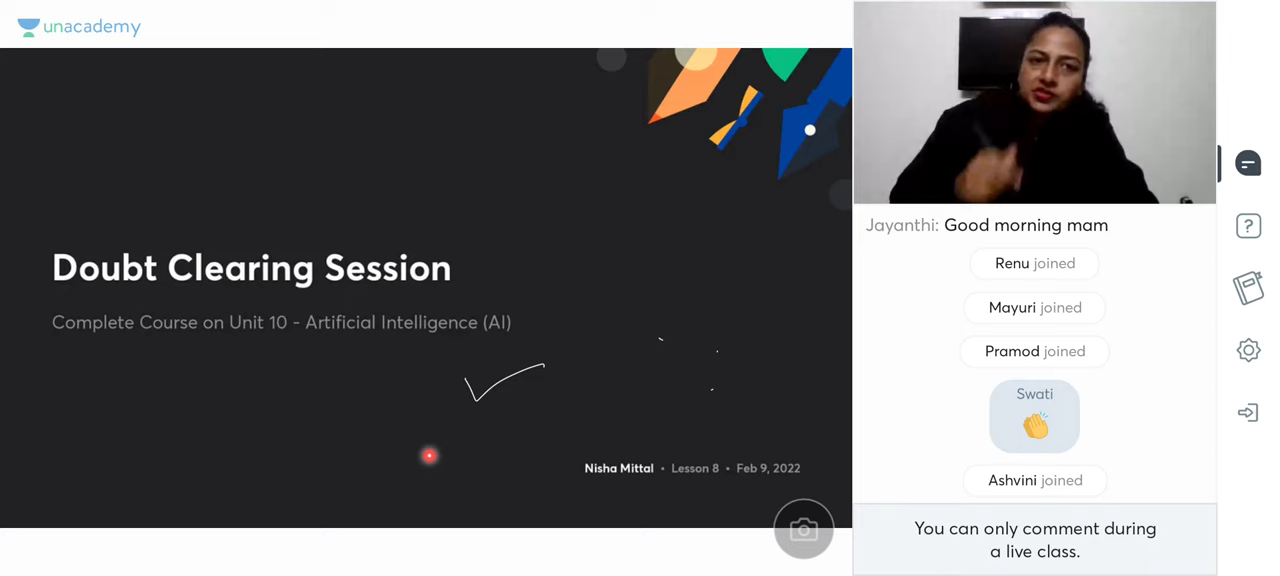 unacademy
Doubt Clearing Session
Complete Course on Unit 10 - Artificial Intelligence (AI)
Nisha Mittal • Lesson 8 • Feb 9, 2022
Jayanthi: Good morning mam
Renu joined
Mayuri joined
Pramod joined
Swati
👏
Ashvini joined
You can only comment during
a live class.
?